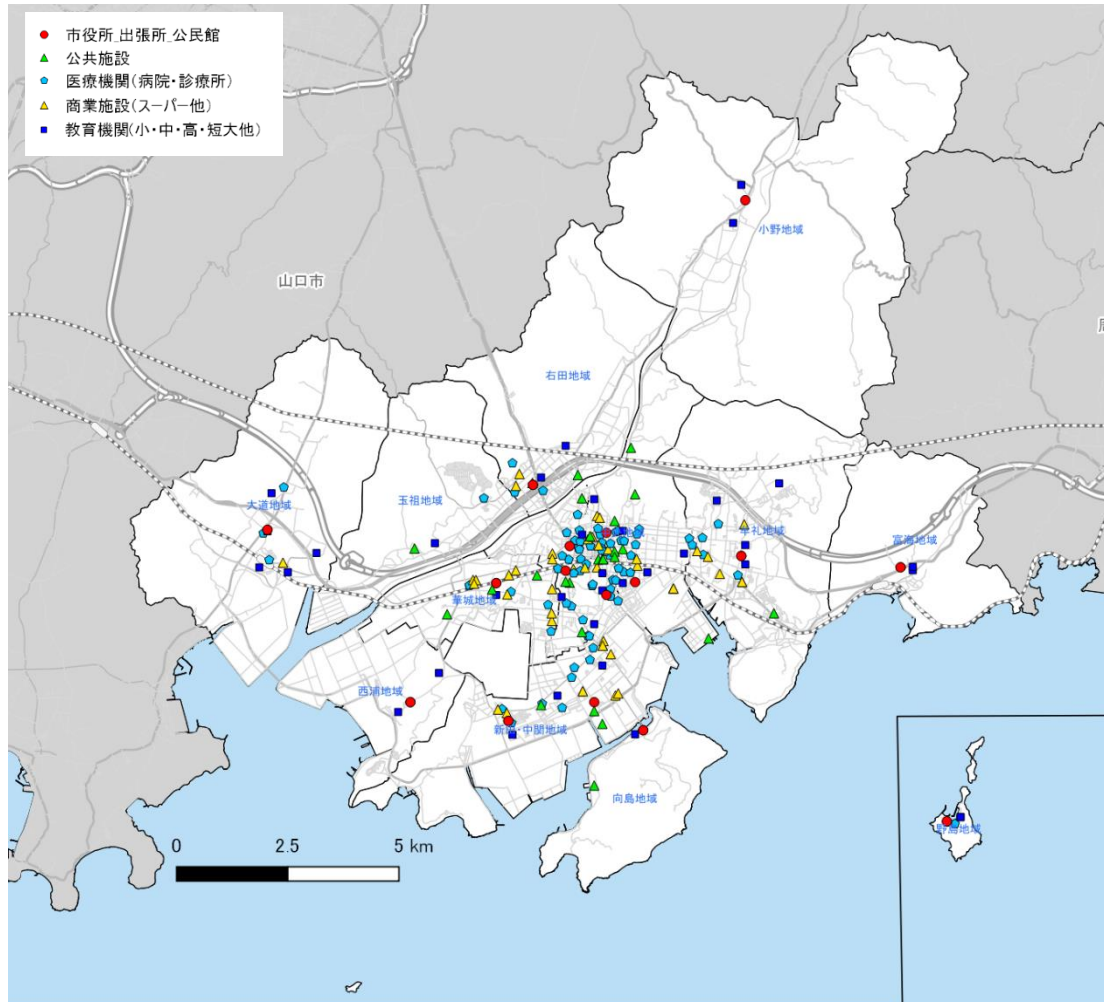 市役所_出張所_公民館
公共施設
医療機関(病院・診療所)
商業施設(スーパー他)
教育機関(小・中・高・短大他)
小野地域
山口市
周
右田地域
玉祖地域
大道地域
地域
牟礼地域
富海地域
華城地域
西浦地域
新田・中関地域
向島地域
野島地域
0 2.5 5 km